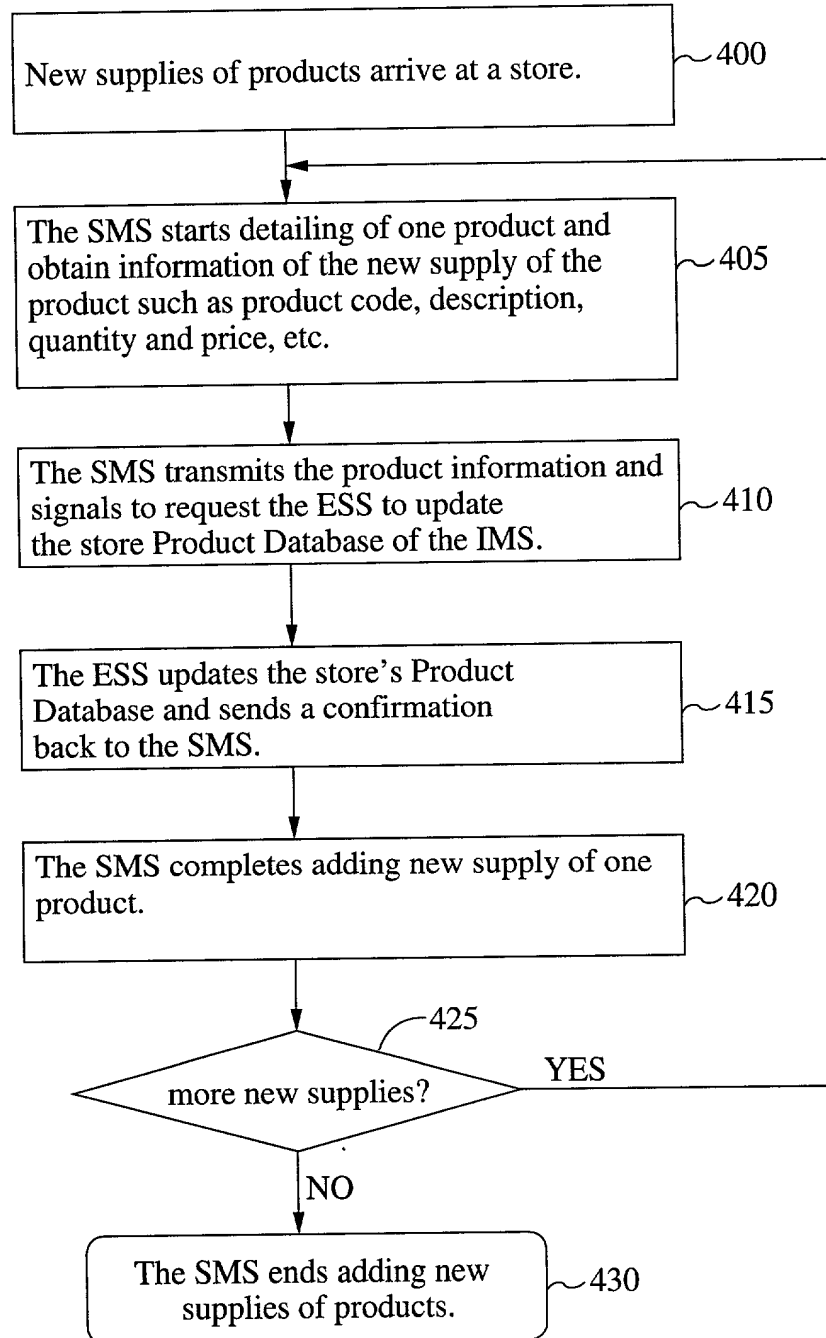 New supplies of products arrive at a store.
400
The SMS starts detailing of one product and
obtain information of the new supply of the
product such as product code, description,
quantity and price, etc.
405
The SMS transmits the product information and
signals to request the ESS to update
the store Product Database of the IMS.
410
The ESS updates the store’s Product
Database and sends a confirmation
back to the SMS.
415
The SMS completes adding new supply of one
product.
420
425
more new supplies?
YES
NO
The SMS ends adding new
supplies of products.
430